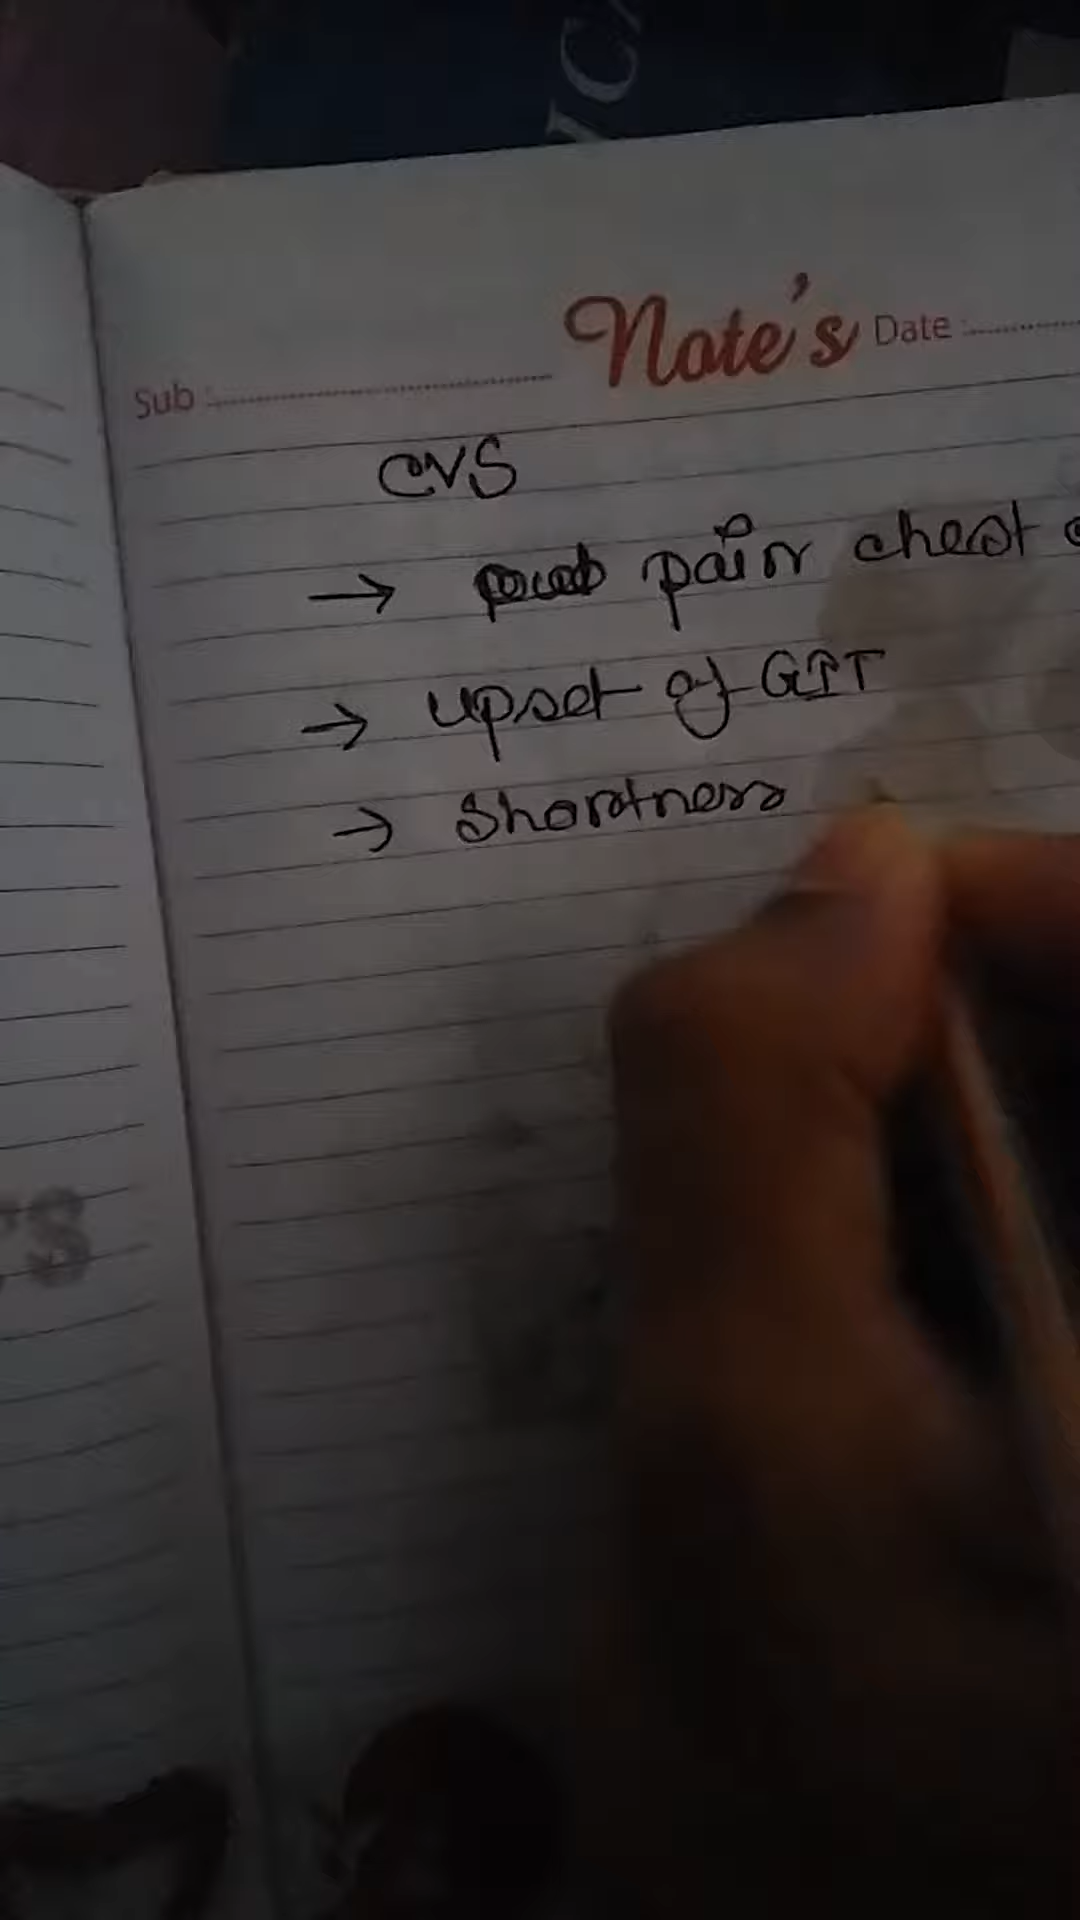 Note's Date :
Sub :
CVS
→ pain chest
→ upset of GIT
→ Shortness